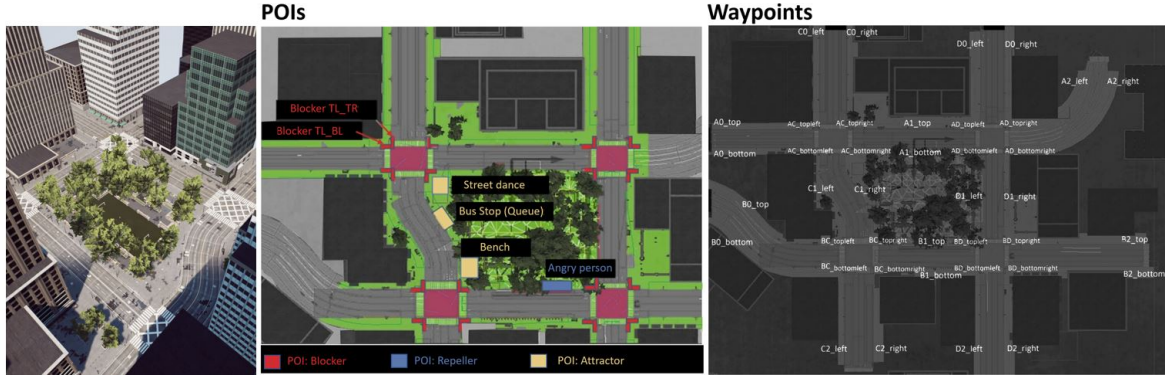 POIs
Waypoints
Blocker TL_TR
Blocker TL_BL
Street dance
Bus Stop (Queue)
Bench
Angry person
POI: Blocker
POI: Repeller
POI: Attractor
C0_left
C0_right
D0_left
D0_right
A2_left
A2_right
A0_top
AC_topleft
AC_topright
A1_top
AD_topleft
AD_topright
A0_bottom
AC_bottomleft
AC_bottomright
A1_bottom
AD_bottomleft
AD_bottomright
C1_left
C1_right
D1_left
D1_right
B0_top
B0_bottom
BC_topleft
BC_topright
B1_top
BD_topleft
BD_topright
B2_top
BC_bottomleft
BC_bottomright
B1_bottom
BD_bottomleft
BD_bottomright
B2_bottom
C2_left
C2_right
D2_left
D2_right